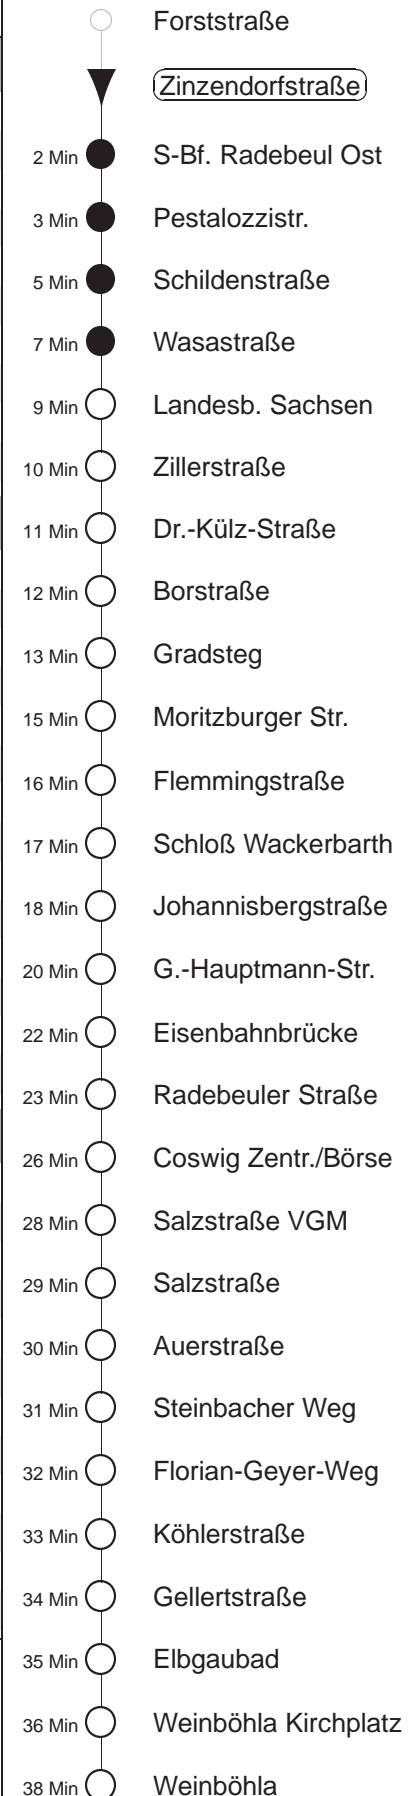 Forststraße
Zinzendorfstraße
2 Min S-Bf. Radebeul Ost
3 Min Pestalozzistr.
5 Min Schildenstraße
7 Min Wasastraße
9 Min Landesb. Sachsen
10 Min Zillerstraße
11 Min Dr.-Külz-Straße
12 Min Borstraße
13 Min Gradsteg
15 Min Moritzburger Str.
16 Min Flemmingstraße
17 Min Schloß Wackerbarth
18 Min Johannisbergstraße
20 Min G.-Hauptmann-Str.
22 Min Eisenbahnbrücke
23 Min Radebeuler Straße
26 Min Coswig Zentr./Börse
28 Min Salzstraße VGM
29 Min Salzstraße
30 Min Auerstraße
31 Min Steinbacher Weg
32 Min Florian-Geyer-Weg
33 Min Köhlerstraße
34 Min Gellertstraße
35 Min Elbgaubad
36 Min Weinböhla Kirchplatz
38 Min Weinböhla